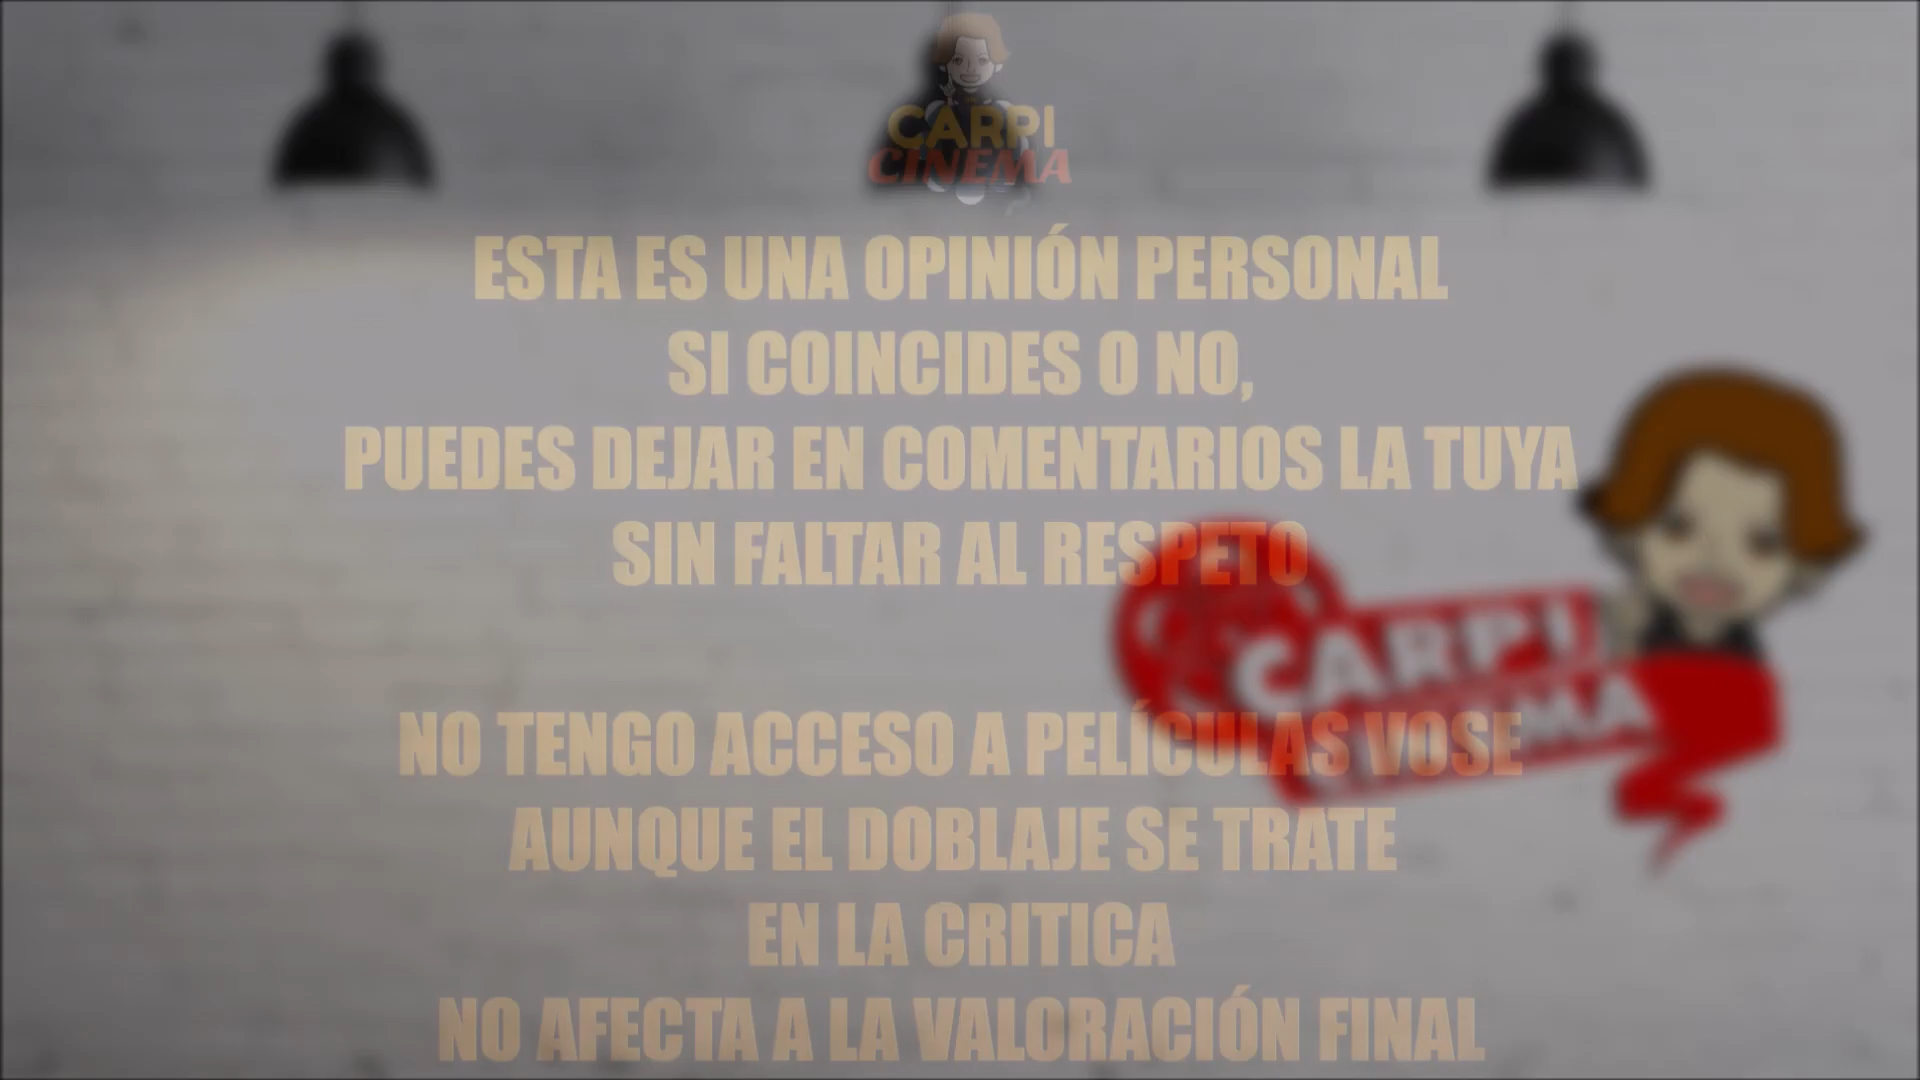 CARPI
CINEMA
ESTA ES UNA OPINIÓN PERSONAL
SI COINCIDES O NO,
PUEDES DEJAR EN COMENTARIOS LA TUYA
SIN FALTAR AL RESPETO
CARPI
CINEMA
NO TENGO ACCESO A PELÍCULAS VOSE
AUNQUE EL DOBLAJE SE TRATE
EN LA CRITICA
NO AFECTA A LA VALORACIÓN FINAL